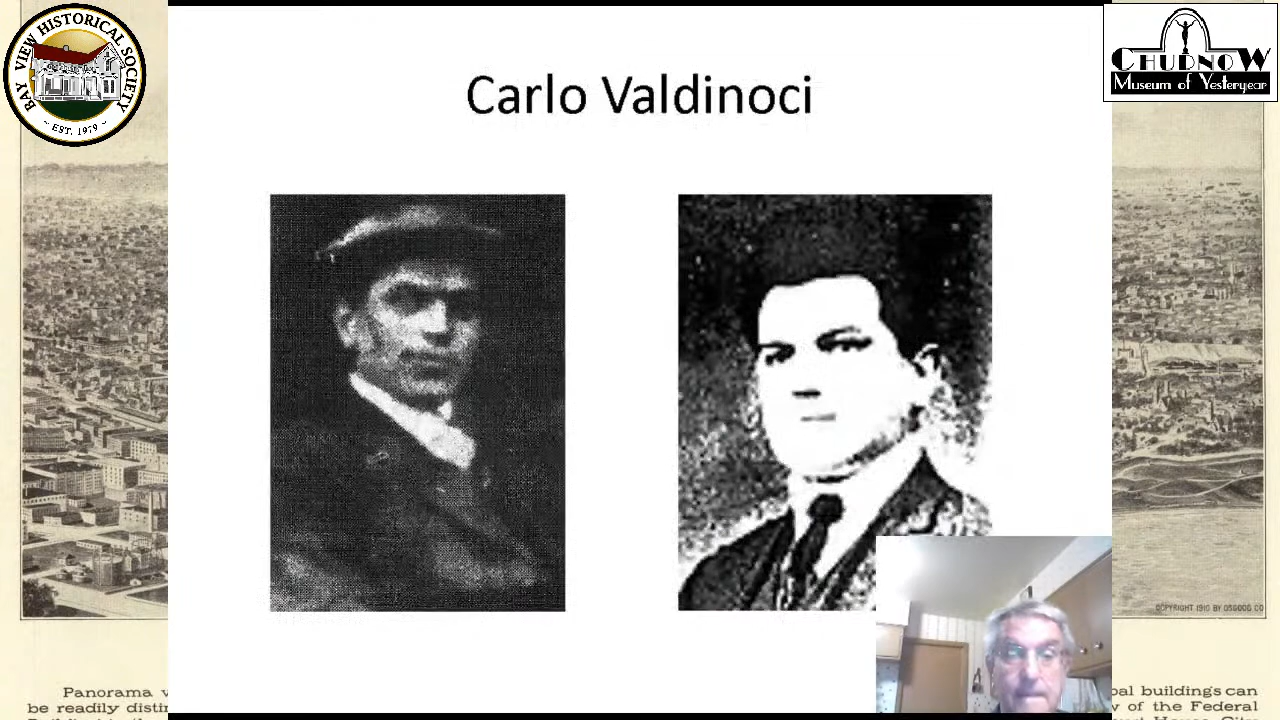 BAY VIEW HISTORICAL SOCIETY
~ EST. 1979 ~
CHUDNOW
Museum of Yesteryear
Carlo Valdinoci
COPYRIGHT 1910 BY OSGOOD CO
Panorama
be readily
buildings can
of the Federal